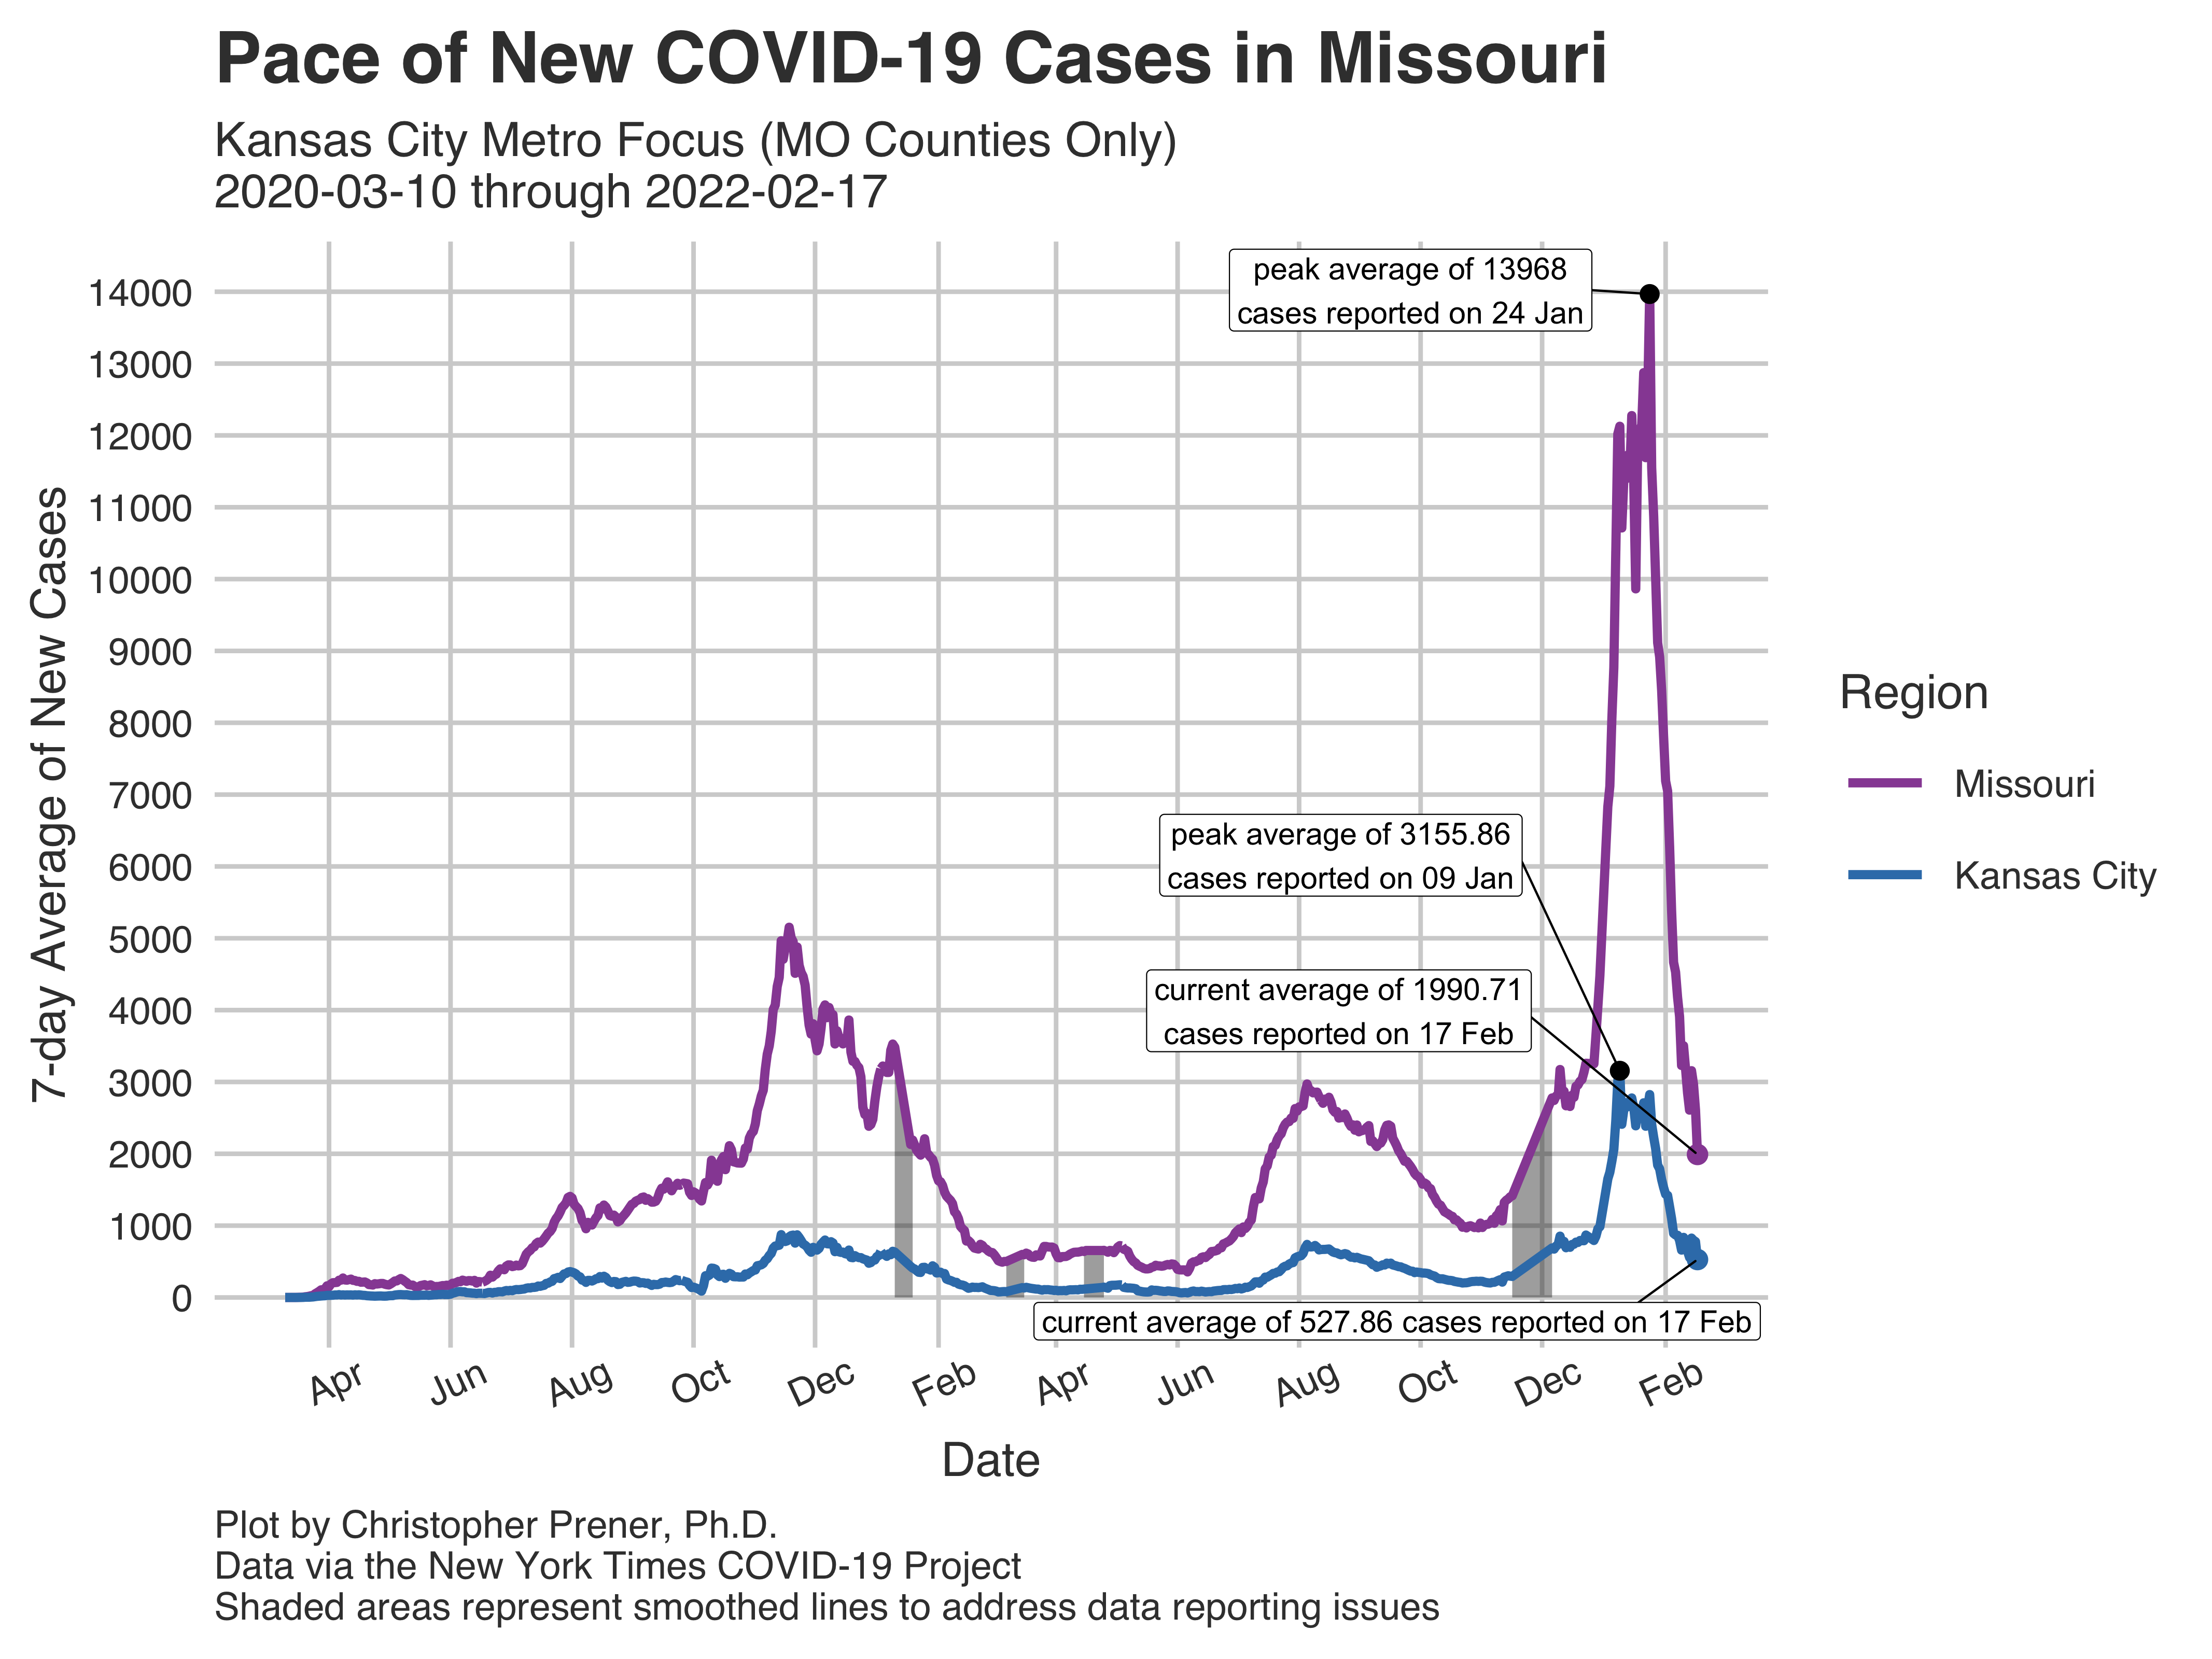 Pace of New COVID-19 Cases in Missouri
Kansas City Metro Focus (MO Counties Only)
2020-03-10 through 2022-02-17
7-day Average of New Cases
14000
13000
12000
11000
10000
9000
8000
7000
6000
5000
4000
3000
2000
1000
0
peak average of 13968
cases reported on 24 Jan
peak average of 3155.86
cases reported on 09 Jan
current average of 1990.71
cases reported on 17 Feb
current average of 527.86 cases reported on 17 Feb
Apr
Jun
Aug
Oct
Dec
Feb
Apr
Jun
Aug
Oct
Dec
Feb
Date
Region
Missouri
Kansas City
Plot by Christopher Prener, Ph.D.
Data via the New York Times COVID-19 Project
Shaded areas represent smoothed lines to address data reporting issues